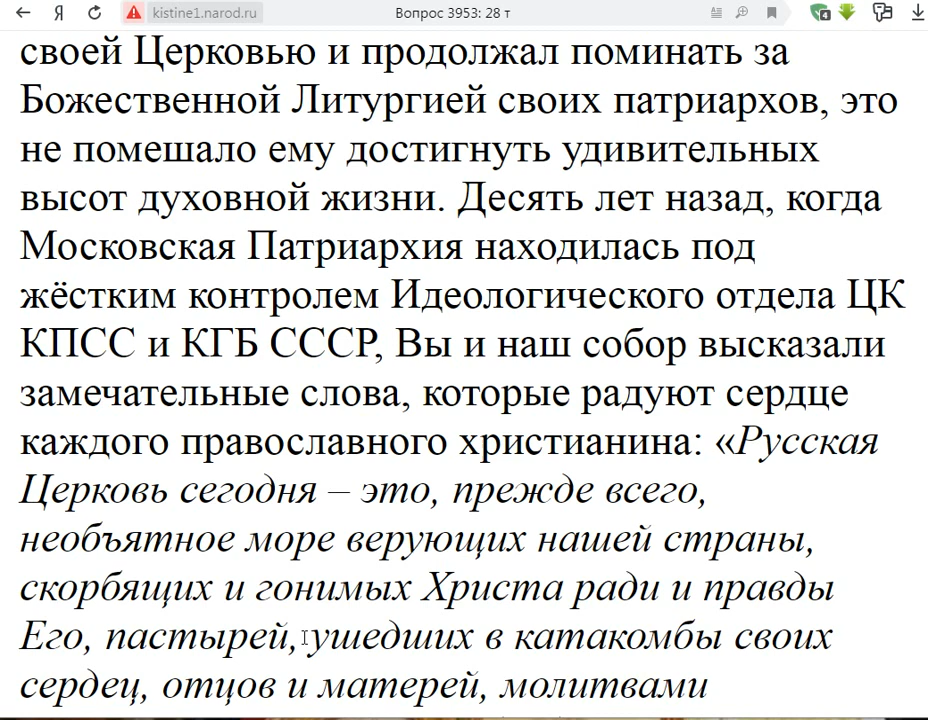 kistine1.narod.ru
Вопрос 3953: 28 т
4
своей Церковью и продолжал поминать за
Божественной Литургией своих патриархов, это
не помешало ему достигнуть удивительных
высот духовной жизни. Десять лет назад, когда
Московская Патриархия находилась под
жёстким контролем Идеологического отдела ЦК
КПСС и КГБ СССР, Вы и наш собор высказали
замечательные слова, которые радуют сердце
каждого православного христианина: «Русская
Церковь сегодня – это, прежде всего,
необъятное море верующих нашей страны,
скорбящих и гонимых Христа ради и правды
Его, пастырей, ушедших в катакомбы своих
сердец, отцов и матерей, молитвами